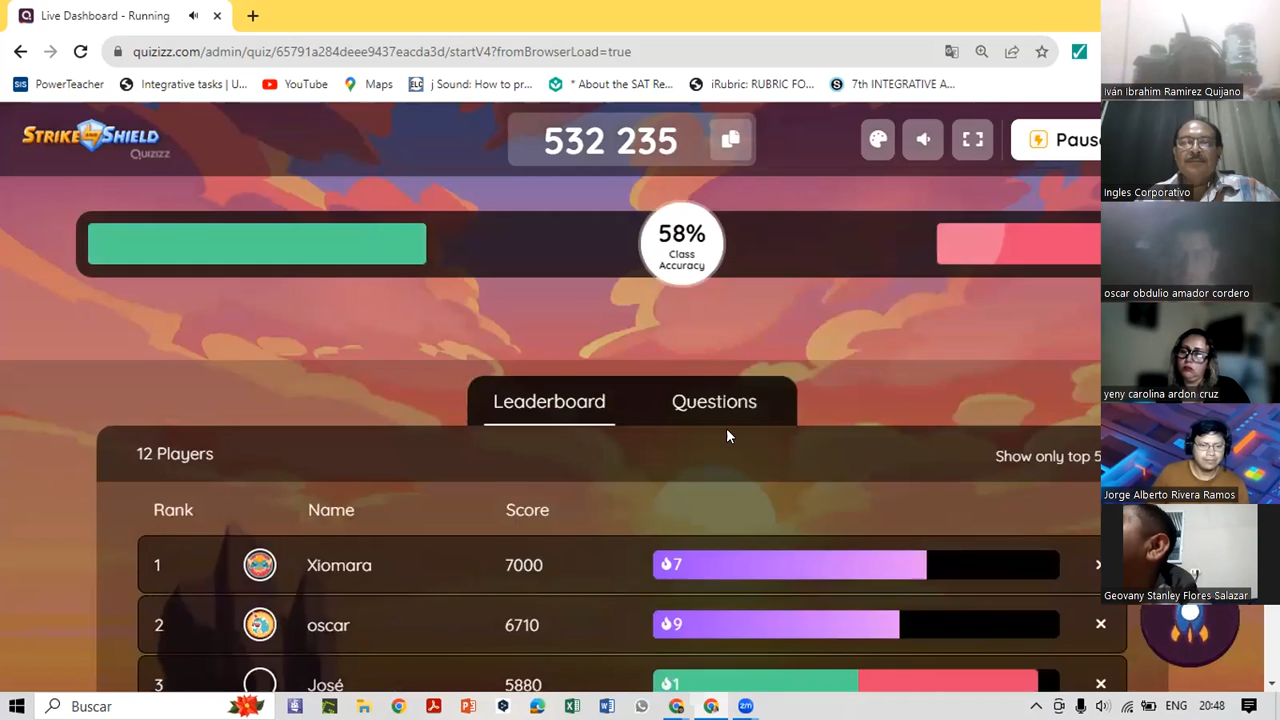 Live Dashboard - Running
quizizz.com/admin/quiz/65791a284deee9437eacda3d/startV4?fromBrowserLoad=true
SIS PowerTeacher
Integrative tasks | U...
YouTube
Maps
ELC j Sound: How to pr...
* About the SAT Re...
iRubric: RUBRIC FO...
S 7th INTEGRATIVE A...
STRIKE AND SHIELD
Quizizz
532 235
Paus
58%
Class
Accuracy
Leaderboard
Questions
12 Players
Show only top 5
Rank Name Score
1 Xiomara 7000 7
2 oscar 6710 9
3 José 5880 1
Iván Ibrahim Ramirez Quijano
Ingles Corporativo
oscar obdulio amador cordero
yeny carolina ardon cruz
Jorge Alberto Rivera Ramos
Geovany Stanley Flores Salazar
Buscar
ENG
20:48